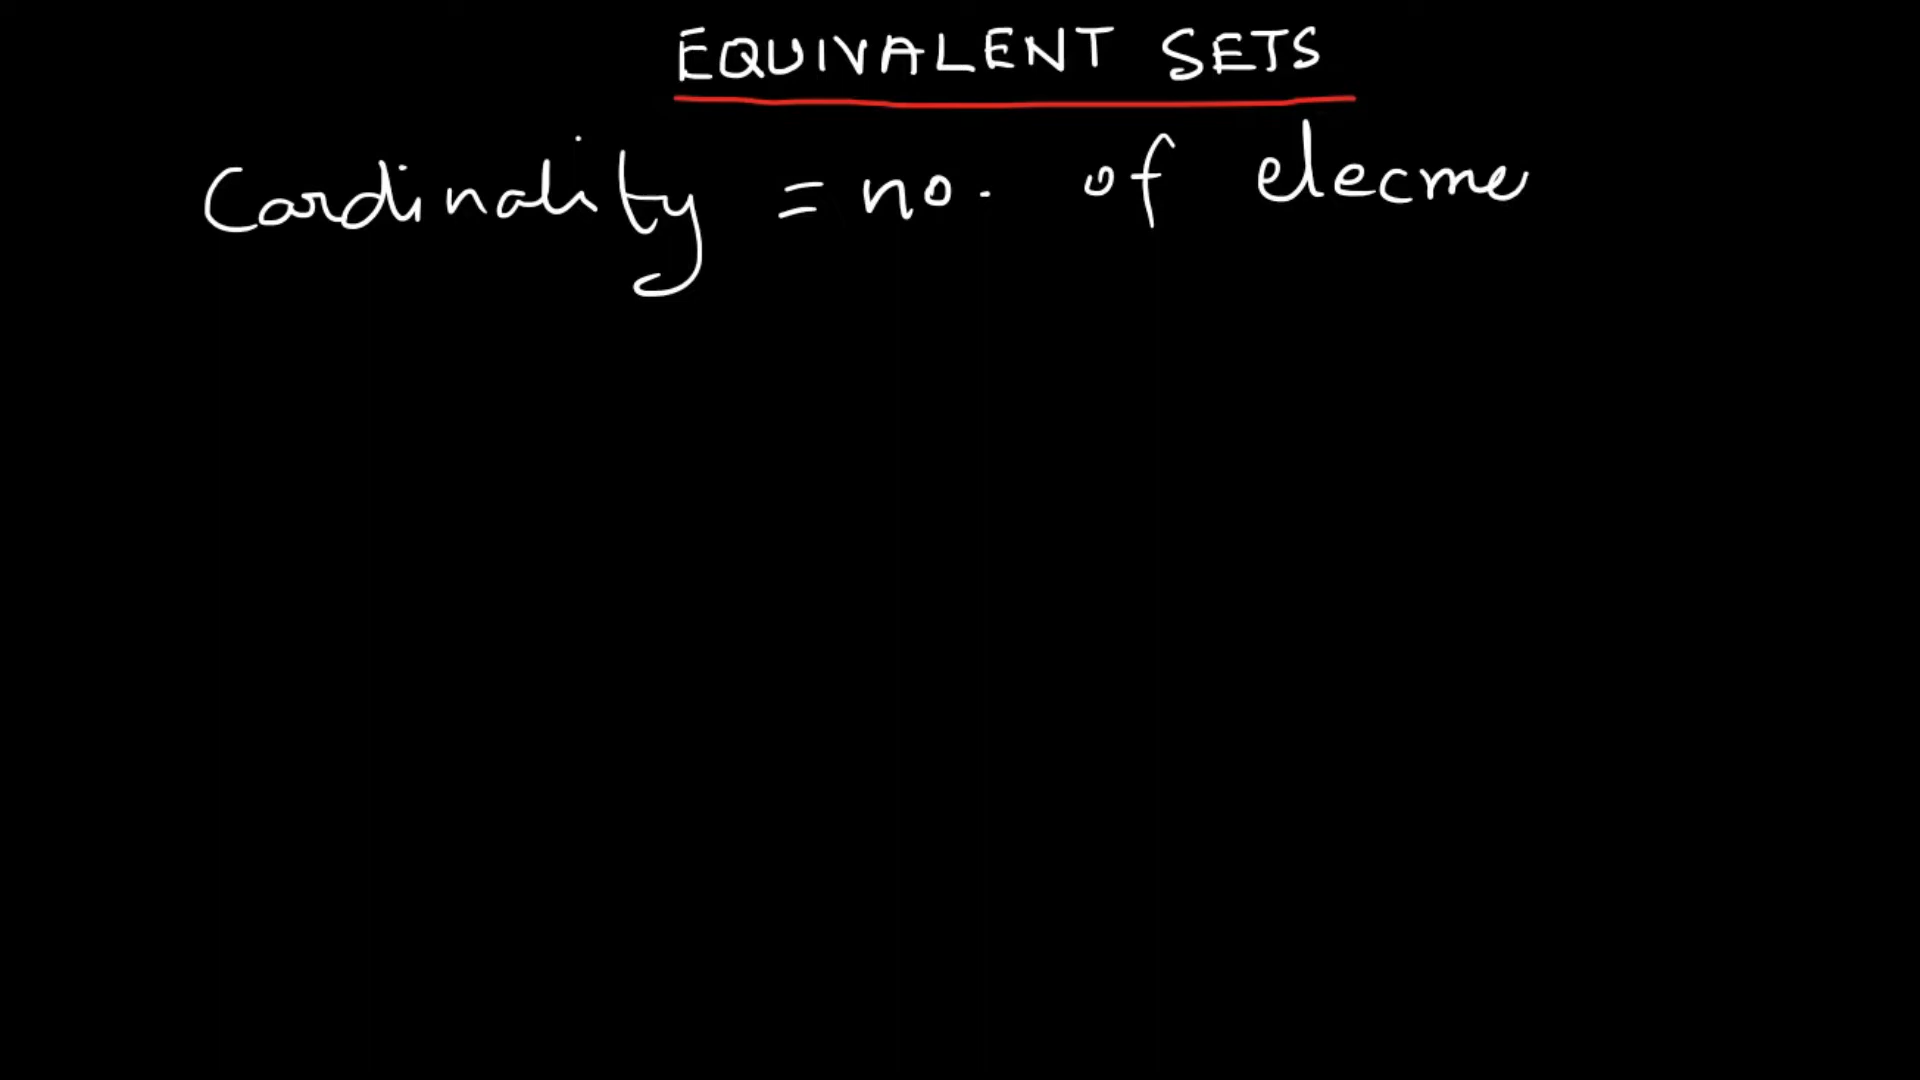 EQUIVALENT SETS
Cardinality = no. of elecme